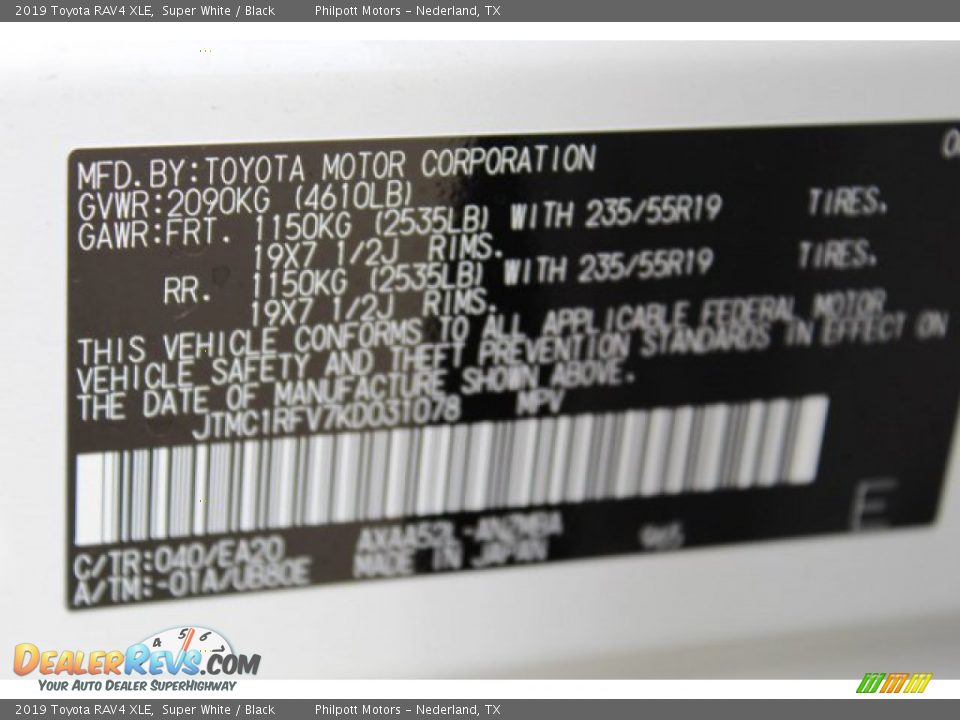 2019 Toyota RAV4 XLE, Super White / Black Philpott Motors - Nederland, TX
MFD.BY:TOYOTA MOTOR CORPORATION
GVWR:2090KG (4610LB)
GAWR:FRT. 1150KG (2535LB) WITH 235/55R19 TIRES.
19X7 1/2J RIMS.
RR. 1150KG (2535LB) WITH 235/55R19 TIRES.
19X7 1/2J RIMS.
THIS VEHICLE CONFORMS TO ALL APPLICABLE FEDERAL MOTOR
VEHICLE SAFETY AND THEFT PREVENTION STANDARDS IN EFFECT ON
THE DATE OF MANUFACTURE SHOWN ABOVE.
JTMC1RFV7KD031078 MPV
C/TR:040/EA20
A/TM:-01A/UB80E
MADE IN JAPAN
E
4 5 6
DEALERREVS.COM
YOUR AUTO DEALER SUPERHIGHWAY
2019 Toyota RAV4 XLE, Super White / Black Philpott Motors - Nederland, TX